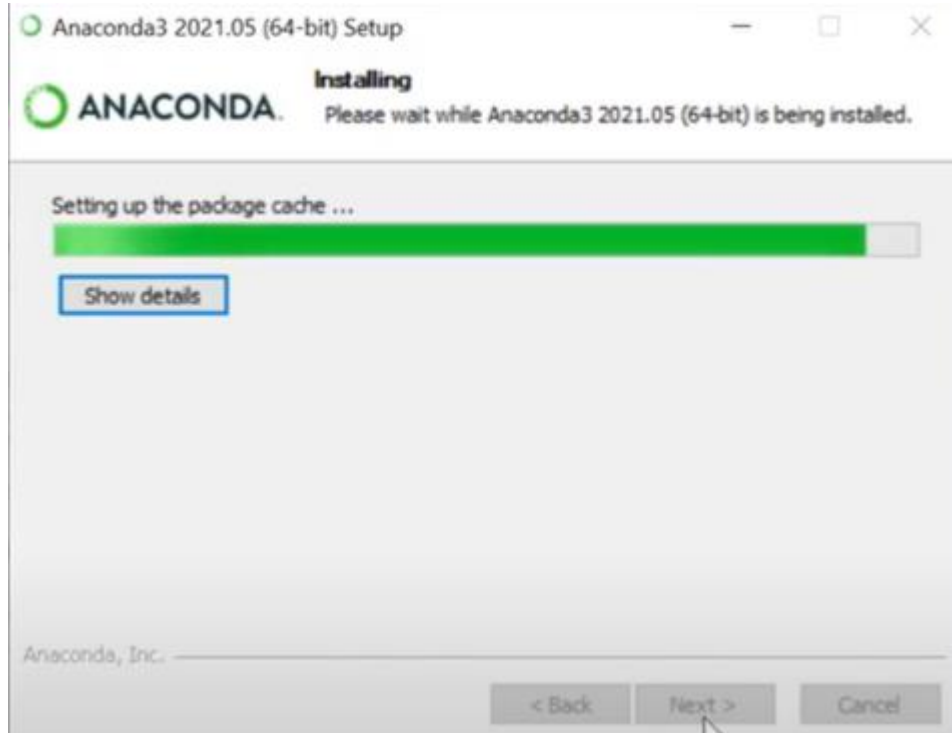 Anaconda3 2021.05 (64-bit) Setup
ANACONDA.
Installing
Please wait while Anaconda3 2021.05 (64-bit) is being installed.
Setting up the package cache ...
Show details
Anaconda, Inc.
< Back Next > Cancel